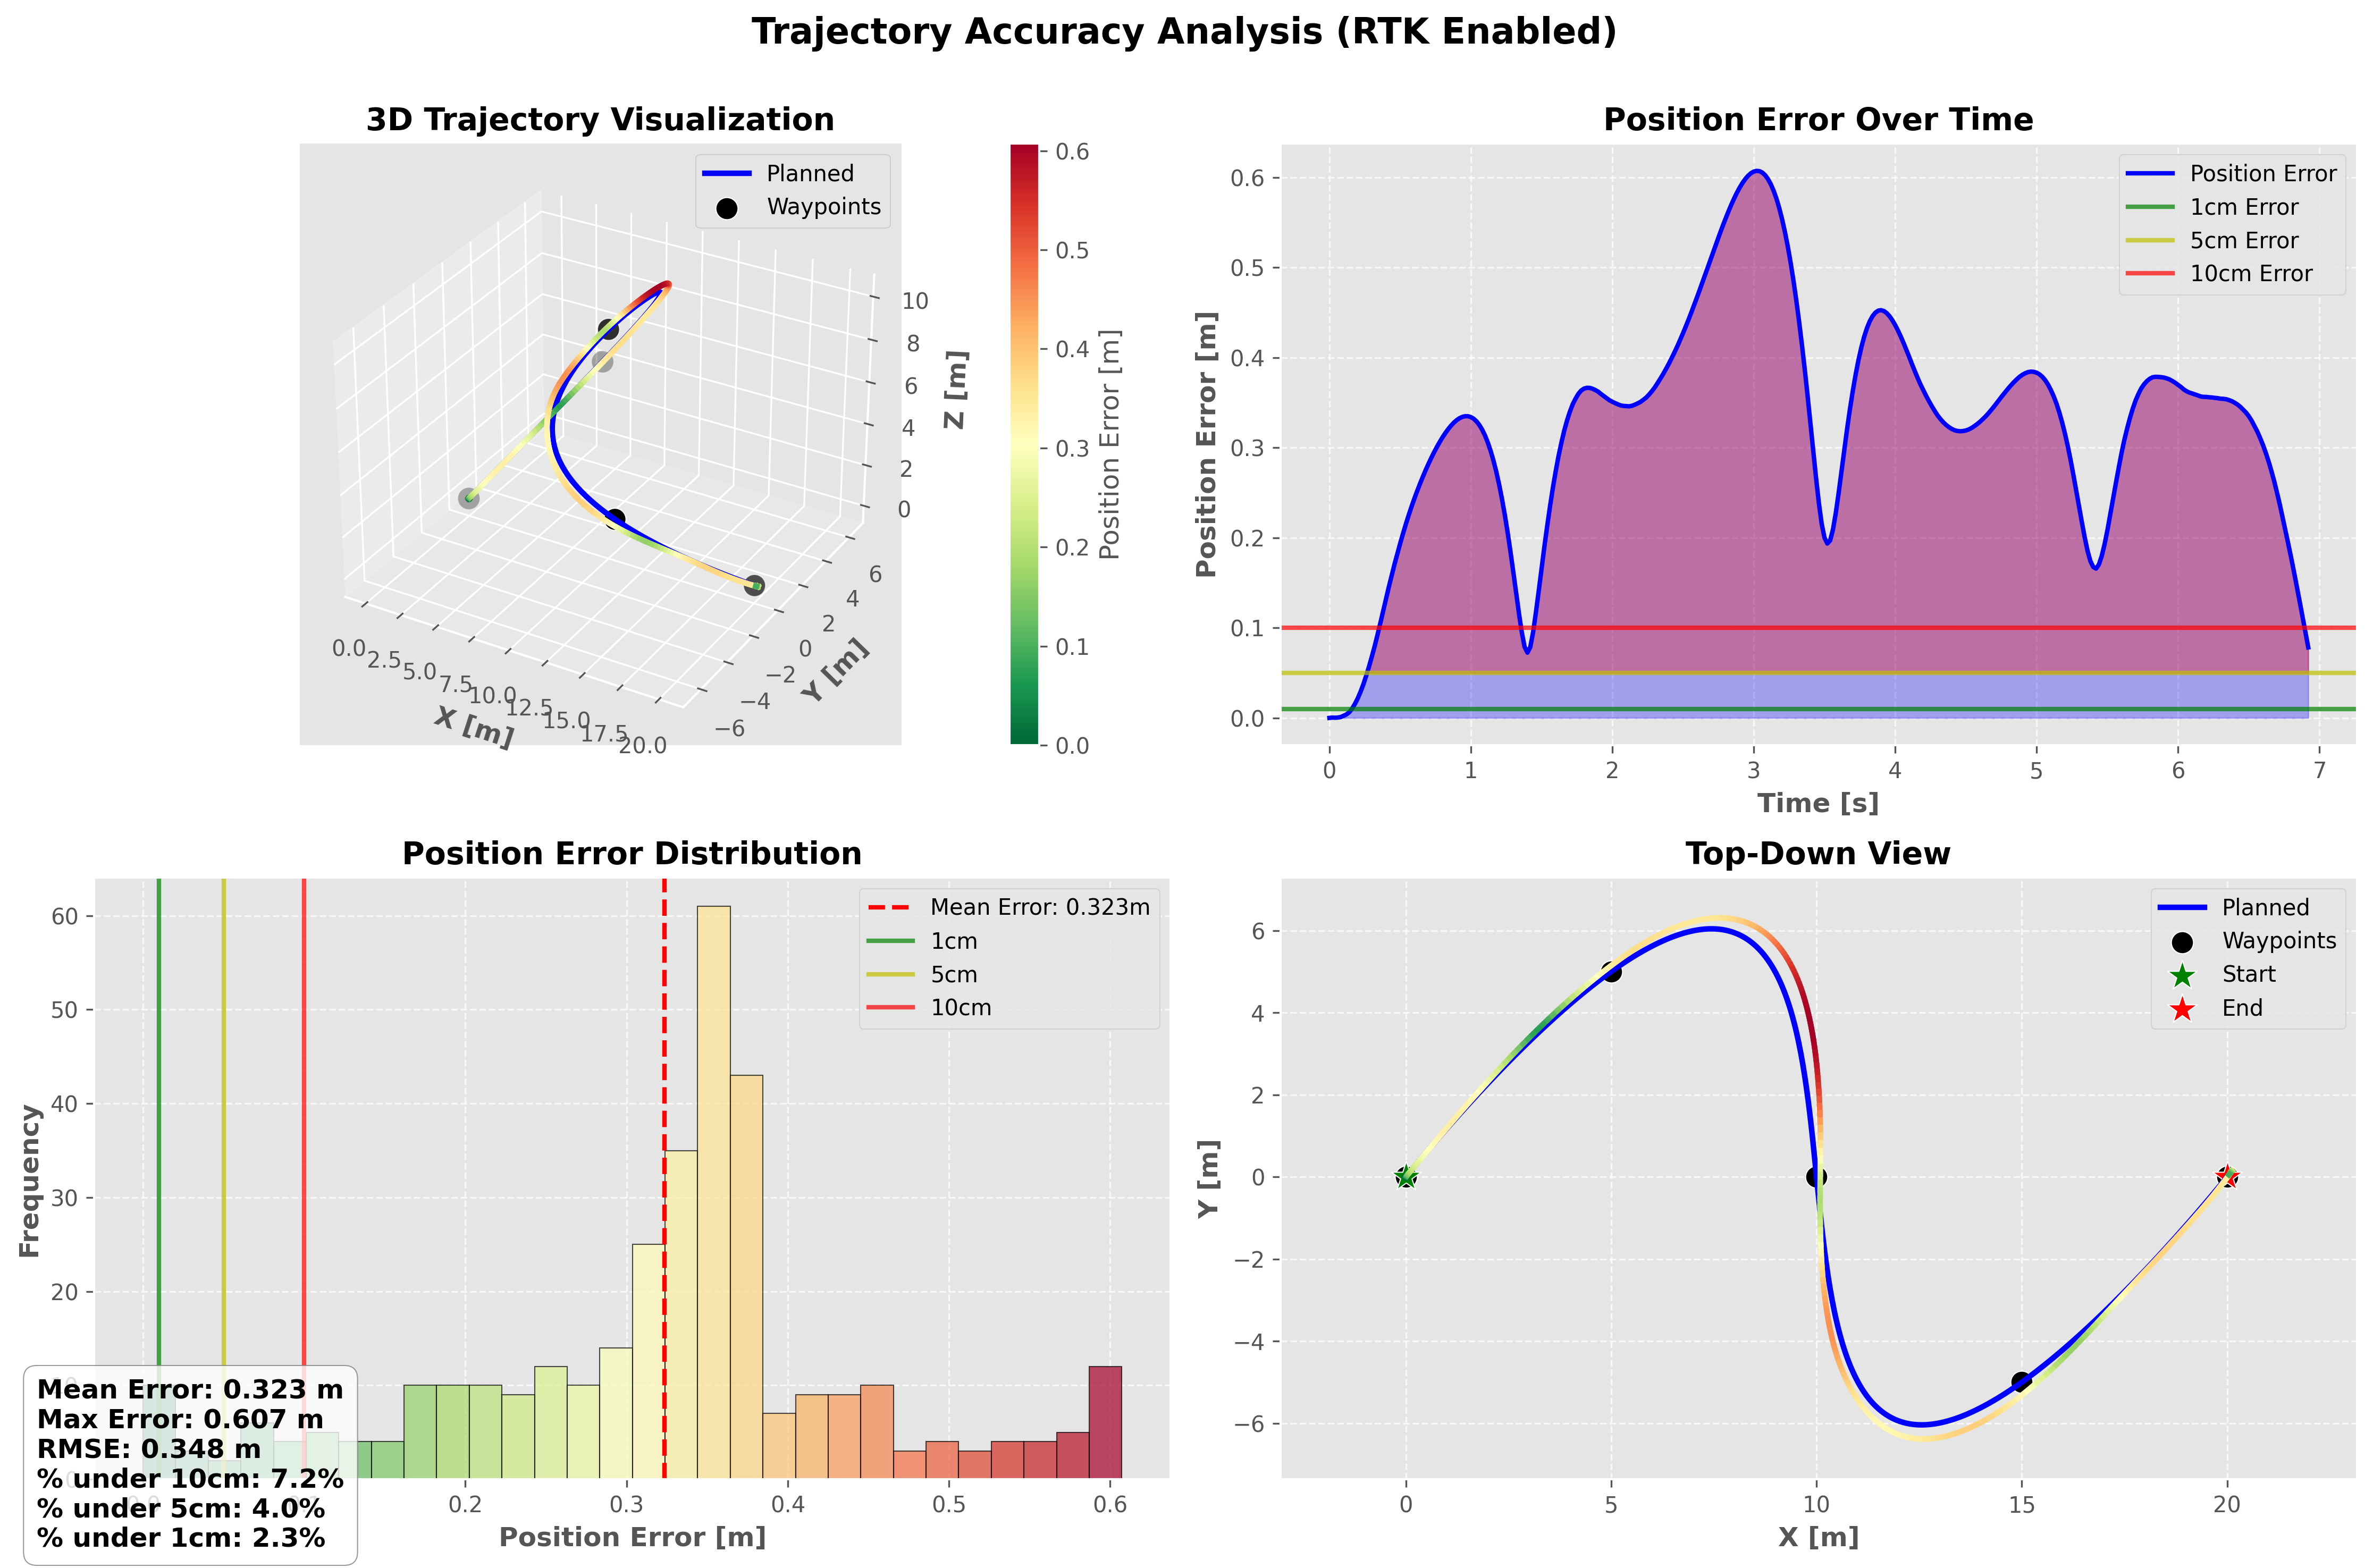 Trajectory Accuracy Analysis (RTK Enabled)
3D Trajectory Visualization
Planned
Waypoints
10
8
6
4
2
0
Z [m]
6
4
2
0
−2
−4
−6
Y [m]
0.0
2.5
5.0
7.5
10.0
12.5
15.0
17.5
20.0
X [m]
0.6
0.5
0.4
0.3
0.2
0.1
0.0
Position Error [m]
Position Error Over Time
Position Error
1cm Error
5cm Error
10cm Error
0.6
0.5
0.4
0.3
0.2
0.1
0.0
Position Error [m]
0
1
2
3
4
5
6
7
Time [s]
Position Error Distribution
Mean Error: 0.323m
1cm
5cm
10cm
60
50
40
30
20
Frequency
0.2
0.3
0.4
0.5
0.6
Position Error [m]
Mean Error: 0.323 m
Max Error: 0.607 m
RMSE: 0.348 m
% under 10cm: 7.2%
% under 5cm: 4.0%
% under 1cm: 2.3%
Top-Down View
Planned
Waypoints
Start
End
6
4
2
0
−2
−4
−6
Y [m]
0
5
10
15
20
X [m]